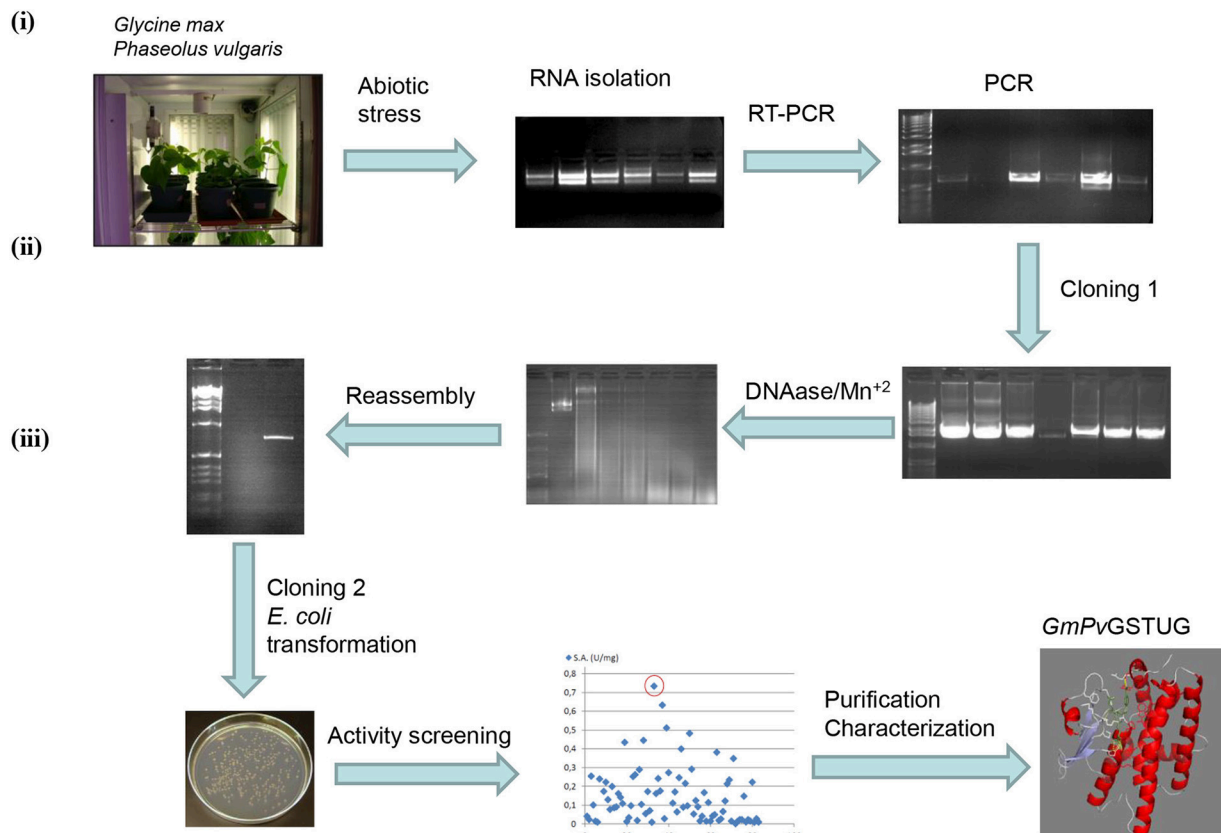 (i)
Glycine max
Phaseolus vulgaris
Abiotic
stress
RNA isolation
RT-PCR
PCR
(ii)
Cloning 1
DNAase/Mn+2
Reassembly
(iii)
Cloning 2
E. coli
transformation
Activity screening
S.A. (U/mg)
0,8
0,7
0,6
0,5
0,4
0,3
0,2
0,1
0
Purification
Characterization
GmPvGSTUG